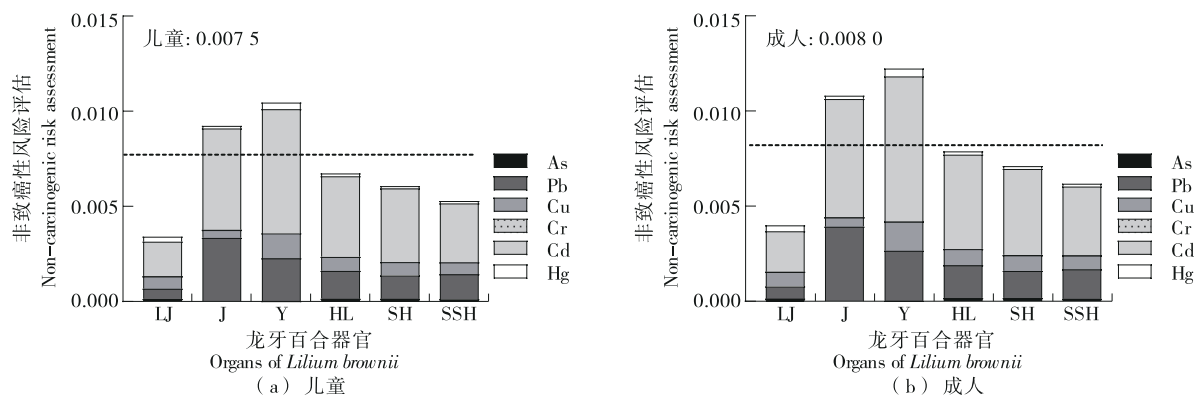 0.015
0.010
0.005
0.000
非致癌性风险评估
Non-carcinogenic risk assessment
儿童: 0.007 5
As
Pb
Cu
Cr
Cd
Hg
LJ J Y HL SH SSH
龙牙百合器官
Organs of Lilium brownii
(a) 儿童
0.015
0.010
0.005
0.000
非致癌性风险评估
Non-carcinogenic risk assessment
成人: 0.008 0
As
Pb
Cu
Cr
Cd
Hg
LJ J Y HL SH SSH
龙牙百合器官
Organs of Lilium brownii
(b) 成人